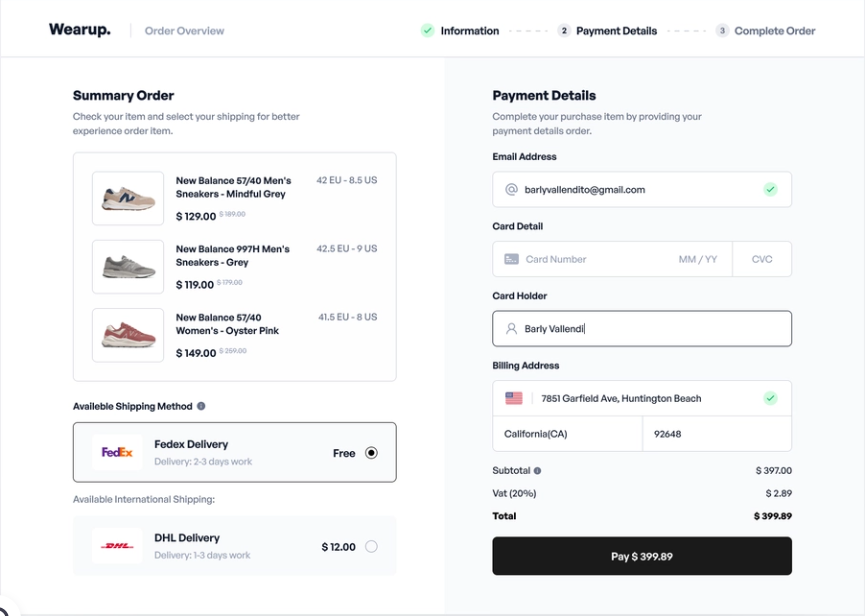 Wearup.
Order Overview
Information
2 Payment Details
3 Complete Order
Summary Order
Check your item and select your shipping for better
experience order item.
New Balance 57/40 Men's
Sneakers - Mindful Grey
42 EU - 8.5 US
$ 129.00 $ 189.00
New Balance 997H Men's
Sneakers - Grey
42.5 EU - 9 US
$ 119.00 $ 179.00
New Balance 57/40
Women's - Oyster Pink
41.5 EU - 8 US
$ 149.00 $ 259.00
Availeble Shipping Method
FedEx
Fedex Delivery
Delivery: 2-3 days work
Free
Available International Shipping:
DHL
DHL Delivery
Delivery: 1-3 days work
$ 12.00
Payment Details
Complete your purchase item by providing your
payment details order.
Email Address
barlyvallendito@gmail.com
Card Detail
Card Number MM / YY CVC
Card Holder
Barly Vallendi
Billing Address
7851 Garfield Ave, Huntington Beach
California(CA) 92648
Subtotal $ 397.00
Vat (20%) $ 2.89
Total $ 399.89
Pay $ 399.89